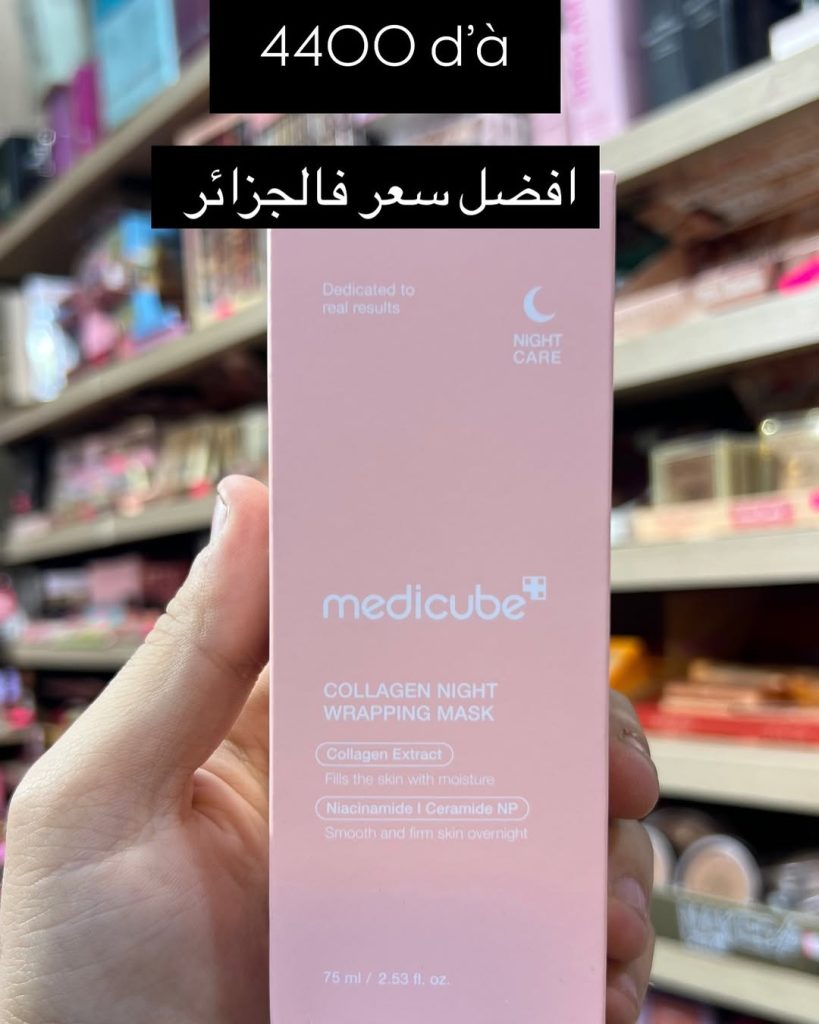 4400 d'à
افضل سعر فالجزائر
Dedicated to
real results
NIGHT
CARE
medicube
COLLAGEN NIGHT
WRAPPING MASK
Collagen Extract
Fills the skin with moisture
Niacinamide | Ceramide NP
Smooth and firm skin overnight
75 ml / 2.53 fl. oz.